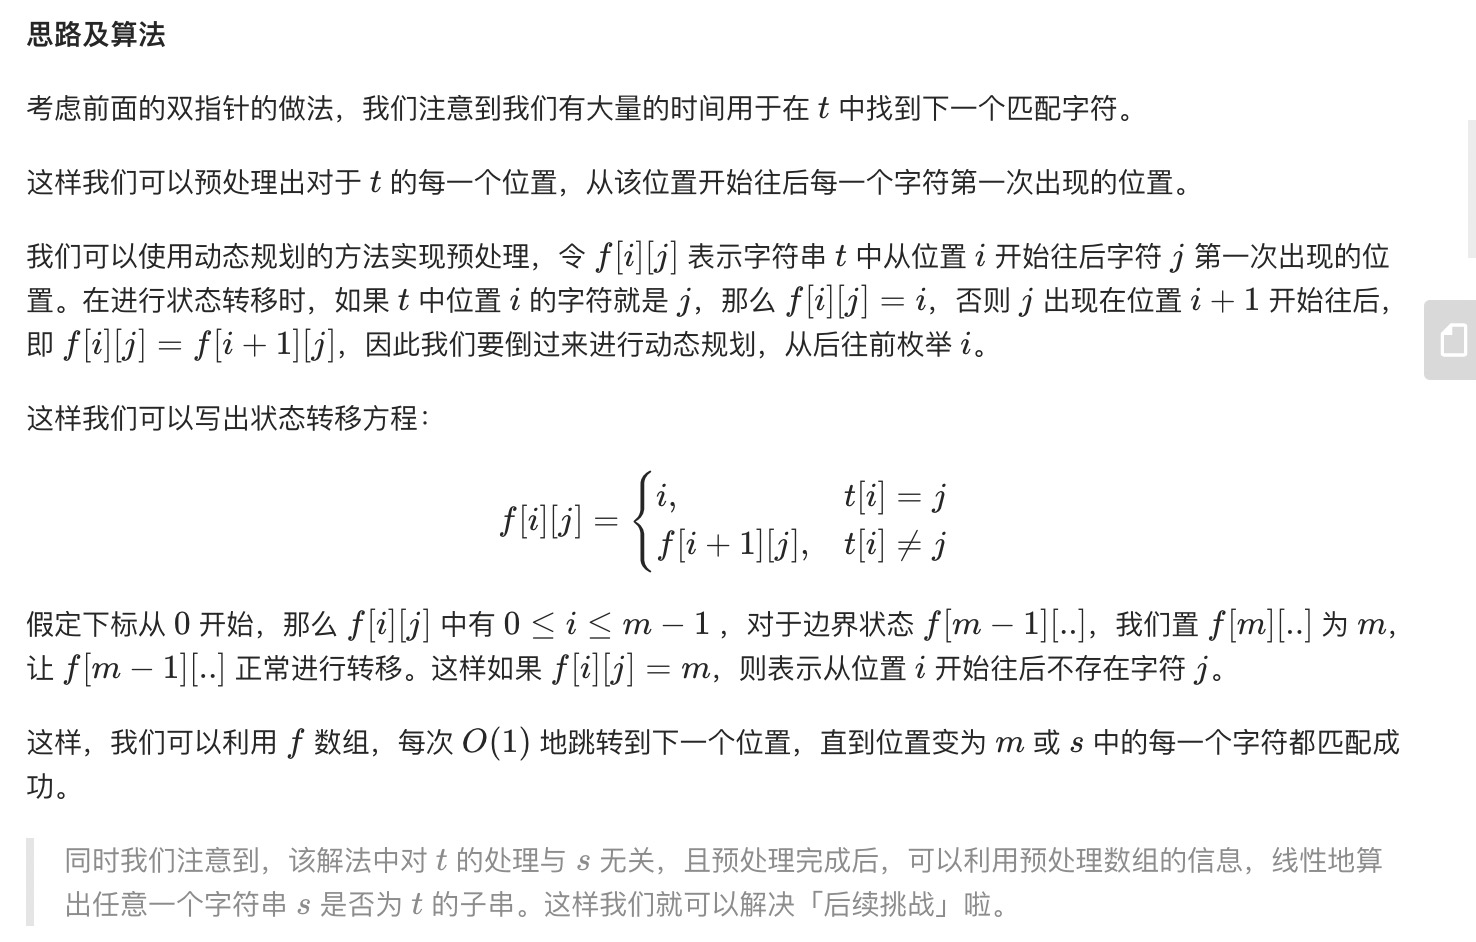 思路及算法
考虑前面的双指针的做法，我们注意到我们有大量的时间用于在 t 中找到下一个匹配字符。
这样我们可以预处理出对于 t 的每一个位置，从该位置开始往后每一个字符第一次出现的位置。
我们可以使用动态规划的方法实现预处理，令 f[i][j] 表示字符串 t 中从位置 i 开始往后字符 j 第一次出现的位
置。在进行状态转移时，如果 t 中位置 i 的字符就是 j，那么 f[i][j] = i，否则 j 出现在位置 i + 1 开始往后，
即 f[i][j] = f[i + 1][j]，因此我们要倒过来进行动态规划，从后往前枚举 i。
这样我们可以写出状态转移方程：
f[i][j] = { i, t[i] = j
f[i + 1][j], t[i] ≠ j
假定下标从 0 开始，那么 f[i][j] 中有 0 ≤ i ≤ m − 1 ，对于边界状态 f[m − 1][..]，我们置 f[m][..] 为 m，
让 f[m − 1][..] 正常进行转移。这样如果 f[i][j] = m，则表示从位置 i 开始往后不存在字符 j。
这样，我们可以利用 f 数组，每次 O(1) 地跳转到下一个位置，直到位置变为 m 或 s 中的每一个字符都匹配成
功。
同时我们注意到，该解法中对 t 的处理与 s 无关，且预处理完成后，可以利用预处理数组的信息，线性地算
出任意一个字符串 s 是否为 t 的子串。这样我们就可以解决「后续挑战」啦。